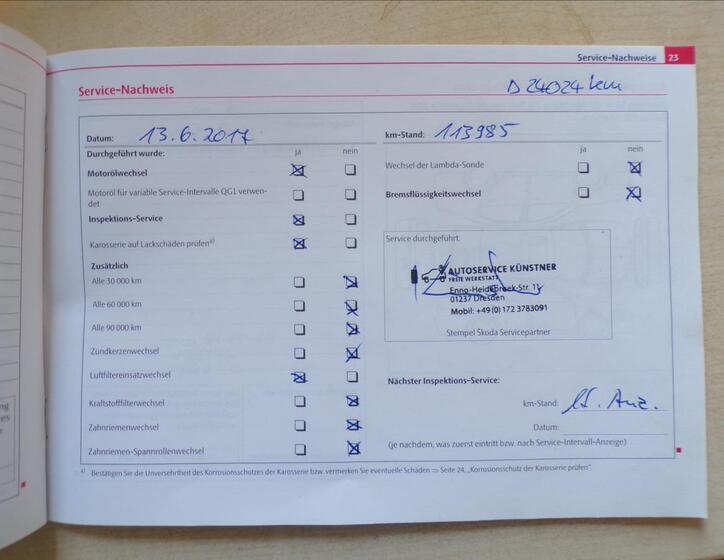 Service-Nachweise 23
Service-Nachweis
D 24024 km
Datum: 13.6.2017
km-Stand: 113985
Durchgeführt wurde: ja nein
ja nein
Motorölwechsel
Wechsel der Lambda-Sonde
Motoröl für variable Service-Intervalle QG1 verwen-
det
Bremsflüssigkeitswechsel
Inspektions-Service
Karosserie auf Lackschäden prüfen a)
Zusätzlich
Alle 30 000 km
Alle 60 000 km
Alle 90 000 km
Zündkerzenwechsel
Luftfiltereinsatzwechsel
Kraftstofffilterwechsel
Zahnriemenwechsel
Zahnriemen-Spannrollenwechsel
Service durchgeführt:
AUTOSERVICE KÜNSTNER
FREIE WERKSTATT
Enno-Heidebroek-Str. 11
01237 Dresden
Mobil: +49 (0) 172 3783091
Stempel Škoda Servicepartner
Nächster Inspektions-Service:
km-Stand: lt. Anz.
Datum:
(je nachdem, was zuerst eintritt bzw. nach Service-Intervall-Anzeige)
a) Bestätigen Sie die Unversehrtheit des Korrosionsschutzes der Karosserie bzw. vermerken Sie eventuelle Schäden ⇒ Seite 24, „Korrosionsschutz der Karosserie prüfen".